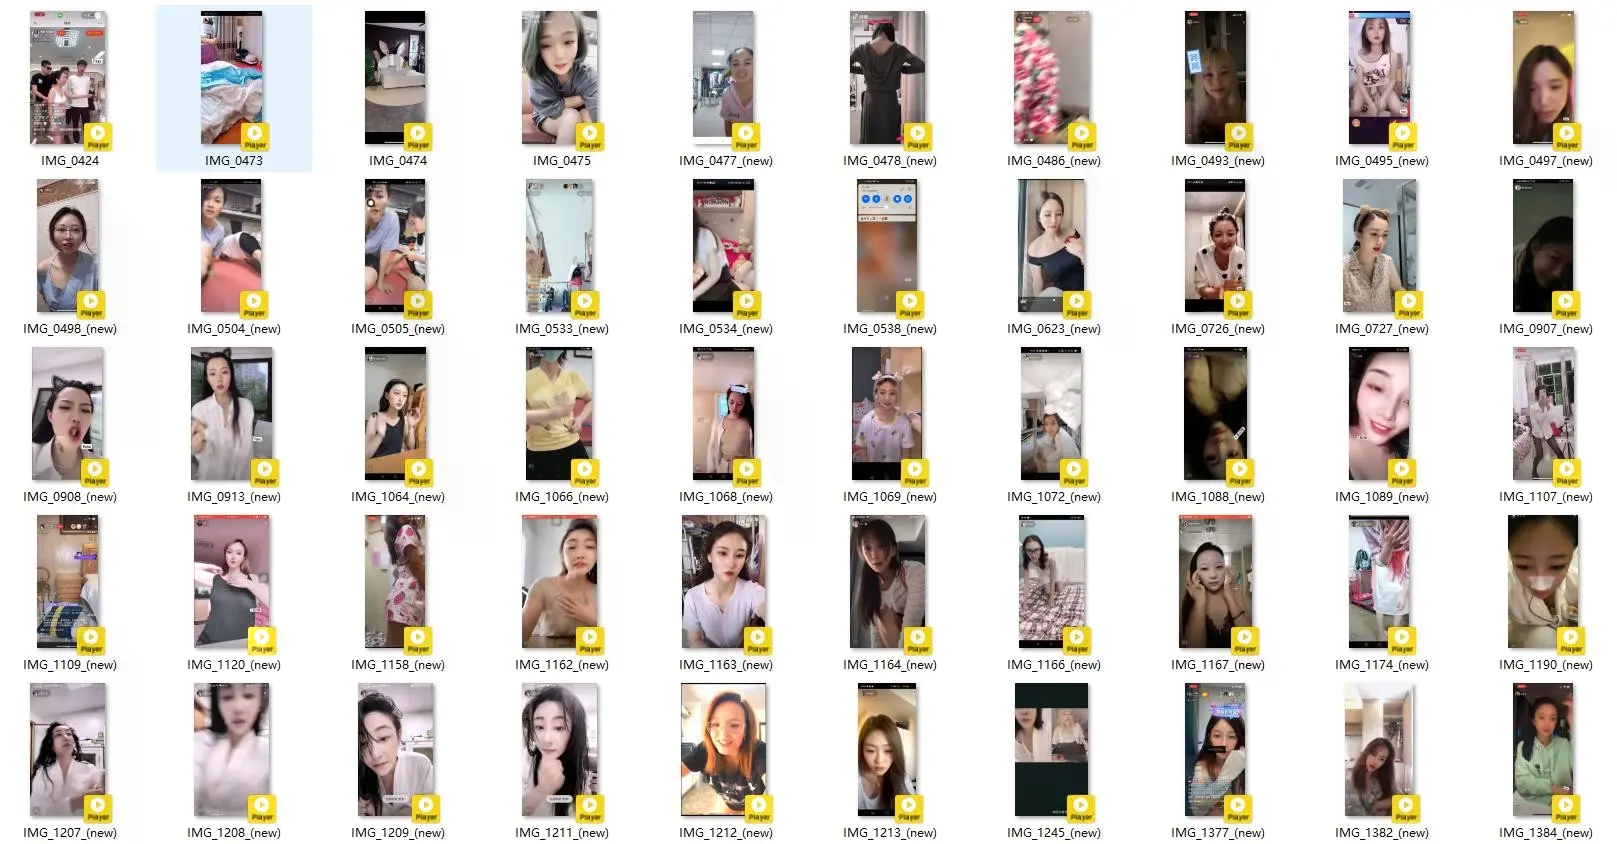 Player Player Player Player Player Player Player Player Player Player
IMG_0424 IMG_0473 IMG_0474 IMG_0475 IMG_0477_(new) IMG_0478_(new) IMG_0486_(new) IMG_0493_(new) IMG_0495_(new) IMG_0497_(new)
Player Player Player Player Player Player Player Player Player Player
IMG_0498_(new) IMG_0504_(new) IMG_0505_(new) IMG_0533_(new) IMG_0534_(new) IMG_0538_(new) IMG_0623_(new) IMG_0726_(new) IMG_0727_(new) IMG_0907_(new)
Player Player Player Player Player Player Player Player Player Player
IMG_0908_(new) IMG_0913_(new) IMG_1064_(new) IMG_1066_(new) IMG_1068_(new) IMG_1069_(new) IMG_1072_(new) IMG_1088_(new) IMG_1089_(new) IMG_1107_(new)
Player Player Player Player Player Player Player Player Player Player
IMG_1109_(new) IMG_1120_(new) IMG_1158_(new) IMG_1162_(new) IMG_1163_(new) IMG_1164_(new) IMG_1166_(new) IMG_1167_(new) IMG_1174_(new) IMG_1190_(new)
Player Player Player Player Player Player Player Player Player Player
IMG_1207_(new) IMG_1208_(new) IMG_1209_(new) IMG_1211_(new) IMG_1212_(new) IMG_1213_(new) IMG_1245_(new) IMG_1377_(new) IMG_1382_(new) IMG_1384_(new)